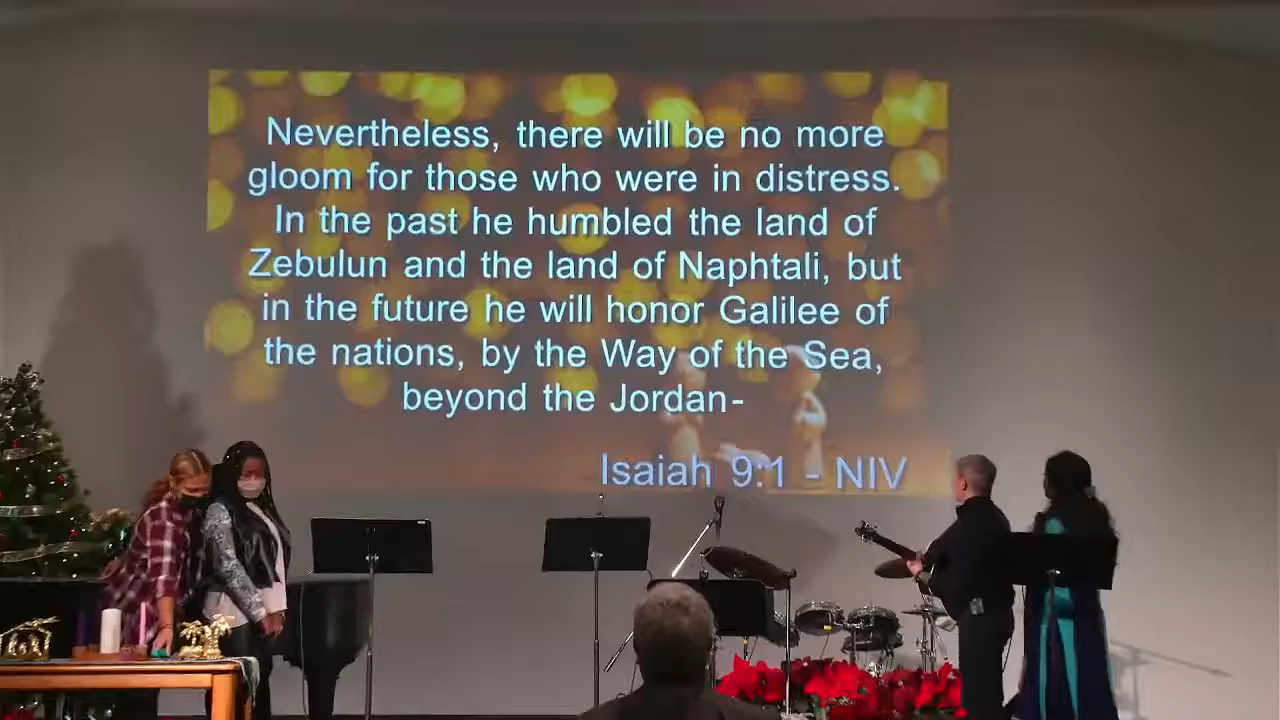 Nevertheless, there will be no more
gloom for those who were in distress.
In the past he humbled the land of
Zebulun and the land of Naphtali, but
in the future he will honor Galilee of
the nations, by the Way of the Sea,
beyond the Jordan-
Isaiah 9:1 - NIV